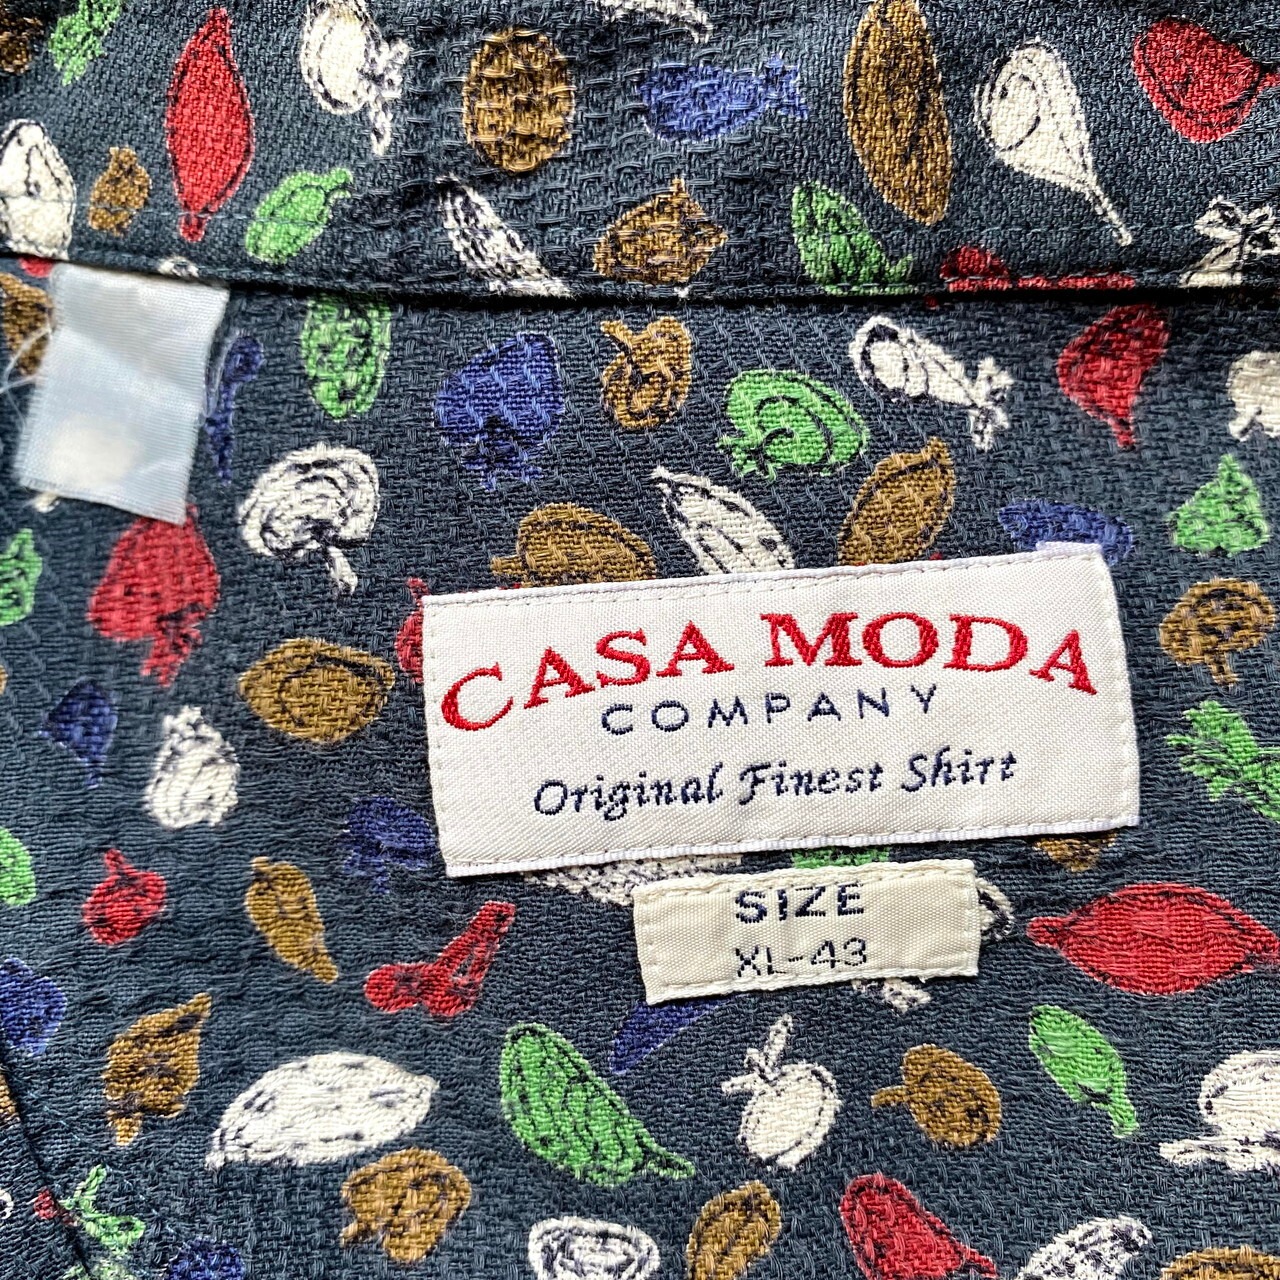 CASA MODA
COMPANY
Original Finest Shirt
SIZE
XL-43